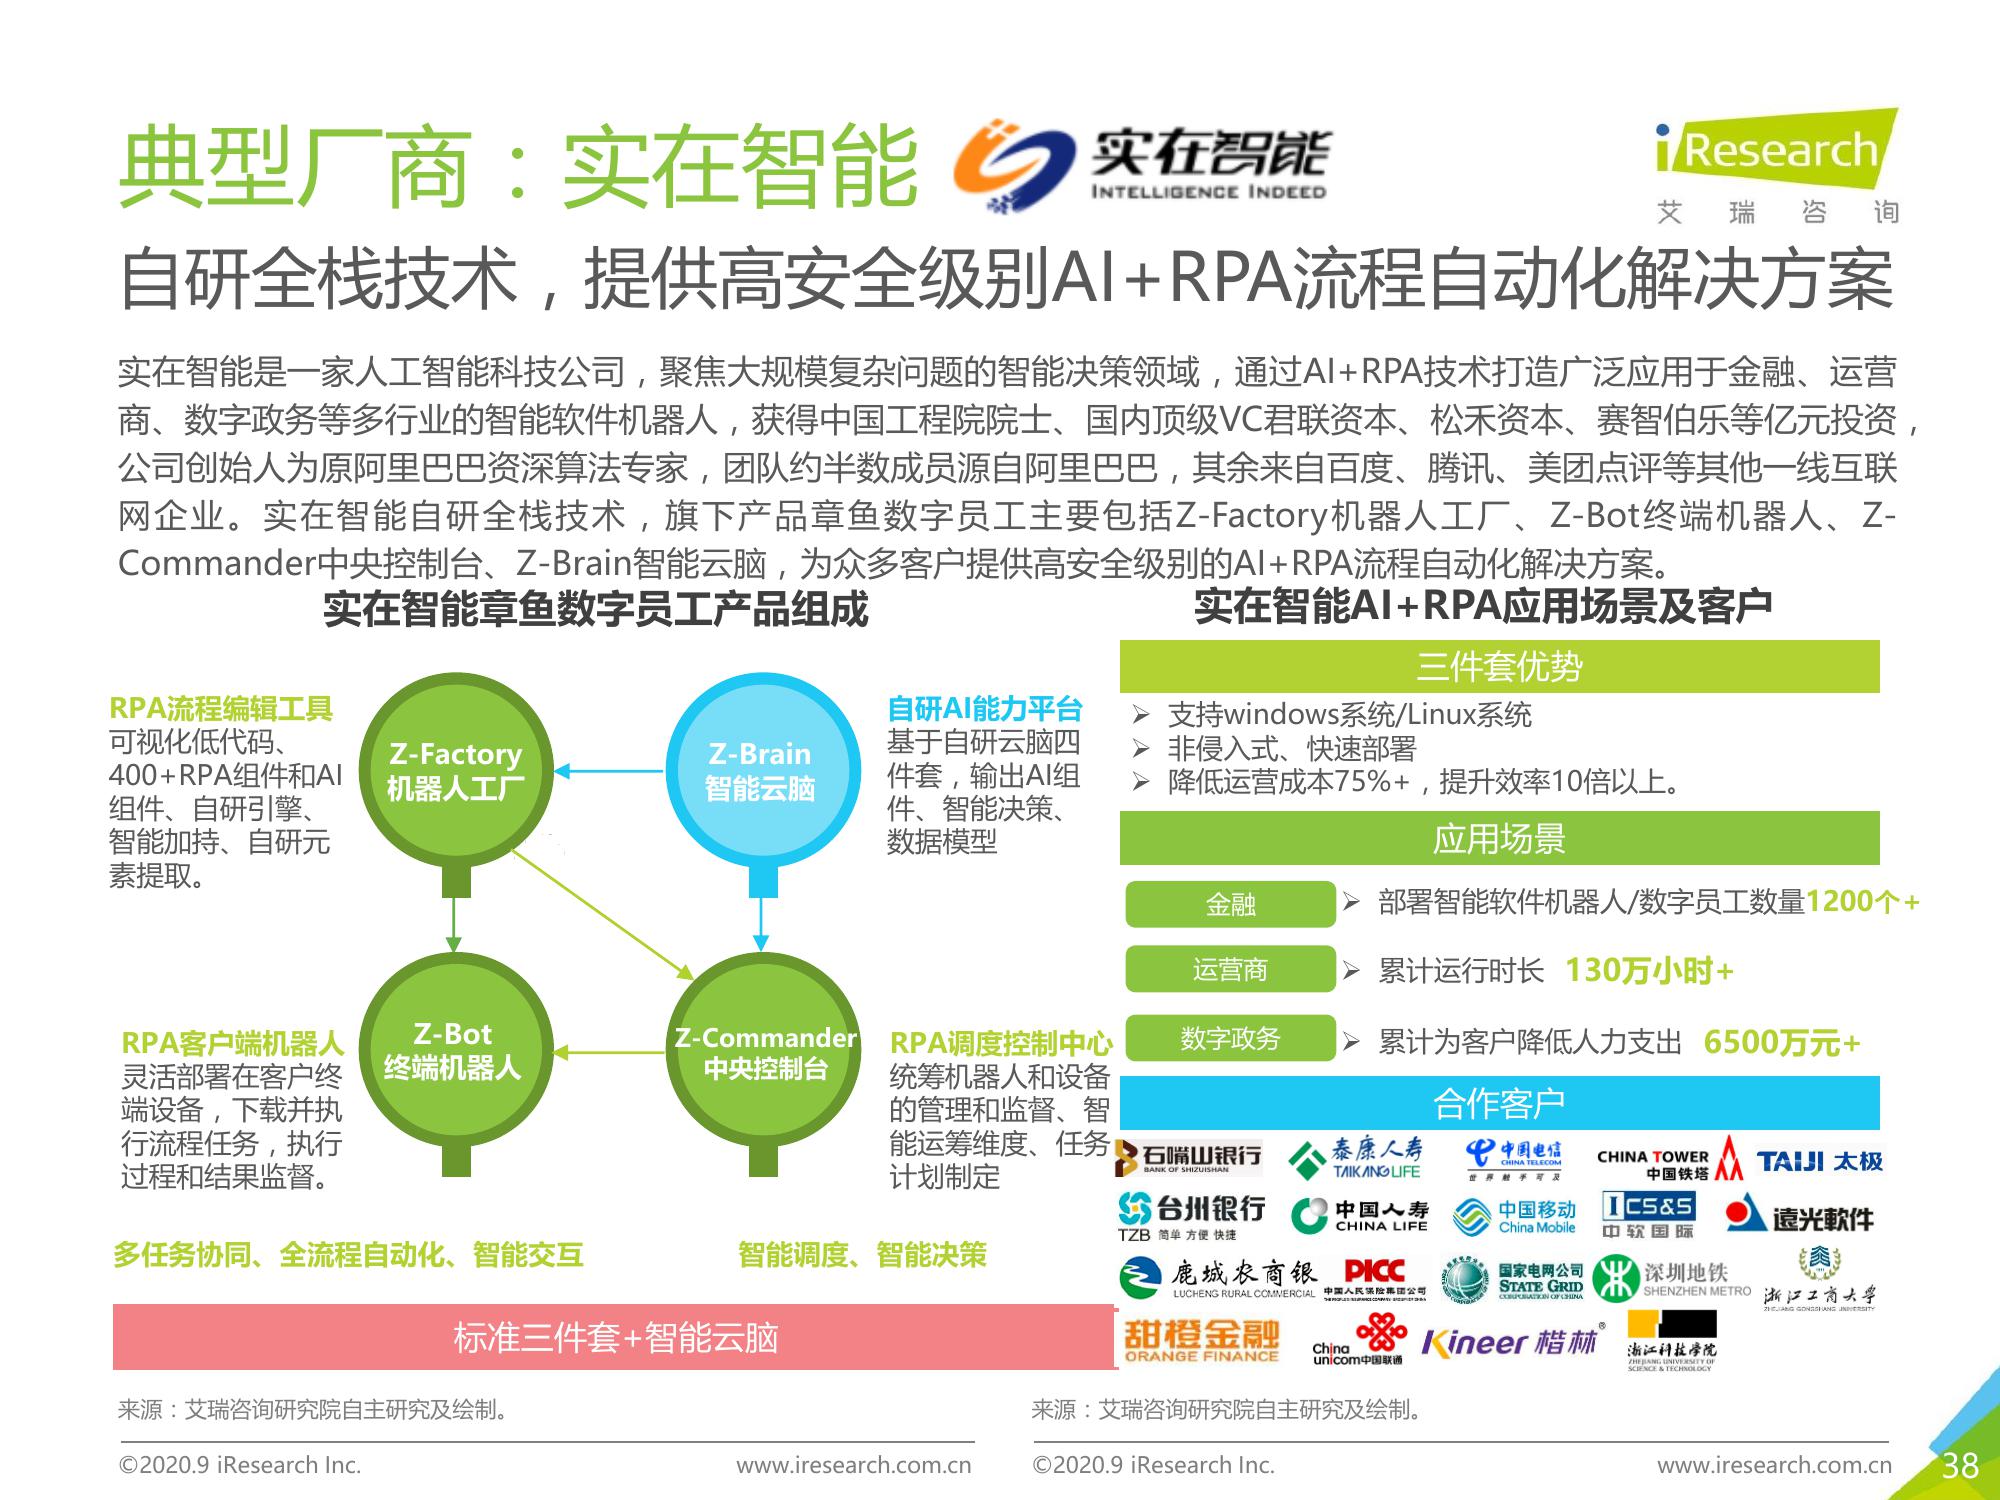 典型厂商：实在智能
实在智能
INTELLIGENCE INDEED
iResearch
艾瑞咨询
自研全栈技术，提供高安全级别AI+RPA流程自动化解决方案
实在智能是一家人工智能科技公司，聚焦大规模复杂问题的智能决策领域，通过AI+RPA技术打造广泛应用于金融、运营
商、数字政务等多行业的智能软件机器人，获得中国工程院院士、国内顶级VC君联资本、松禾资本、赛智伯乐等亿元投资，
公司创始人为原阿里巴巴资深算法专家，团队约半数成员源自阿里巴巴，其余来自百度、腾讯、美团点评等其他一线互联
网企业。实在智能自研全栈技术，旗下产品章鱼数字员工主要包括Z-Factory机器人工厂、Z-Bot终端机器人、Z-
Commander中央控制台、Z-Brain智能云脑，为众多客户提供高安全级别的AI+RPA流程自动化解决方案。
实在智能章鱼数字员工产品组成
RPA流程编辑工具
可视化低代码、
400+RPA组件和AI
组件、自研引擎、
智能加持、自研元
素提取。
Z-Factory
机器人工厂
Z-Brain
智能云脑
自研AI能力平台
基于自研云脑四
件套，输出AI组
件、智能决策、
数据模型
RPA客户端机器人
灵活部署在客户终
端设备，下载并执
行流程任务，执行
过程和结果监督。
Z-Bot
终端机器人
Z-Commander
中央控制台
RPA调度控制中心
统筹机器人和设备
的管理和监督、智
能运筹维度、任务
计划制定
多任务协同、全流程自动化、智能交互
智能调度、智能决策
标准三件套+智能云脑
实在智能AI+RPA应用场景及客户
三件套优势
➢ 支持windows系统/Linux系统
➢ 非侵入式、快速部署
➢ 降低运营成本75%+，提升效率10倍以上。
应用场景
金融
➢ 部署智能软件机器人/数字员工数量1200个+
运营商
➢ 累计运行时长 130万小时+
数字政务
➢ 累计为客户降低人力支出 6500万元+
合作客户
石嘴山银行
BANK OF SHIZUISHAN
泰康人寿
TAIKANG LIFE
中国电信
CHINA TELECOM
世界触手可及
CHINA TOWER
中国铁塔
TAIJI 太极
台州银行
TZB 简单 方便 快捷
中国人寿
CHINA LIFE
中国移动
China Mobile
ICS&S
中软国际
遠光軟件
鹿城农商银
LUCHENG RURAL COMMERCIAL
PICC
中国人民保险集团公司
国家电网公司
STATE GRID
CORPORATION OF CHINA
深圳地铁
SHENZHEN METRO
浙江工商大学
ZHEJIANG GONGSHANG UNIVERSITY
甜橙金融
ORANGE FINANCE
China
unicom中国联通
Kineer 楷林®
浙江科技学院
ZHEJIANG UNIVERSITY OF
SCIENCE & TECHNOLOGY
来源：艾瑞咨询研究院自主研究及绘制。
来源：艾瑞咨询研究院自主研究及绘制。
©2020.9 iResearch Inc.
www.iresearch.com.cn
©2020.9 iResearch Inc.
www.iresearch.com.cn
38